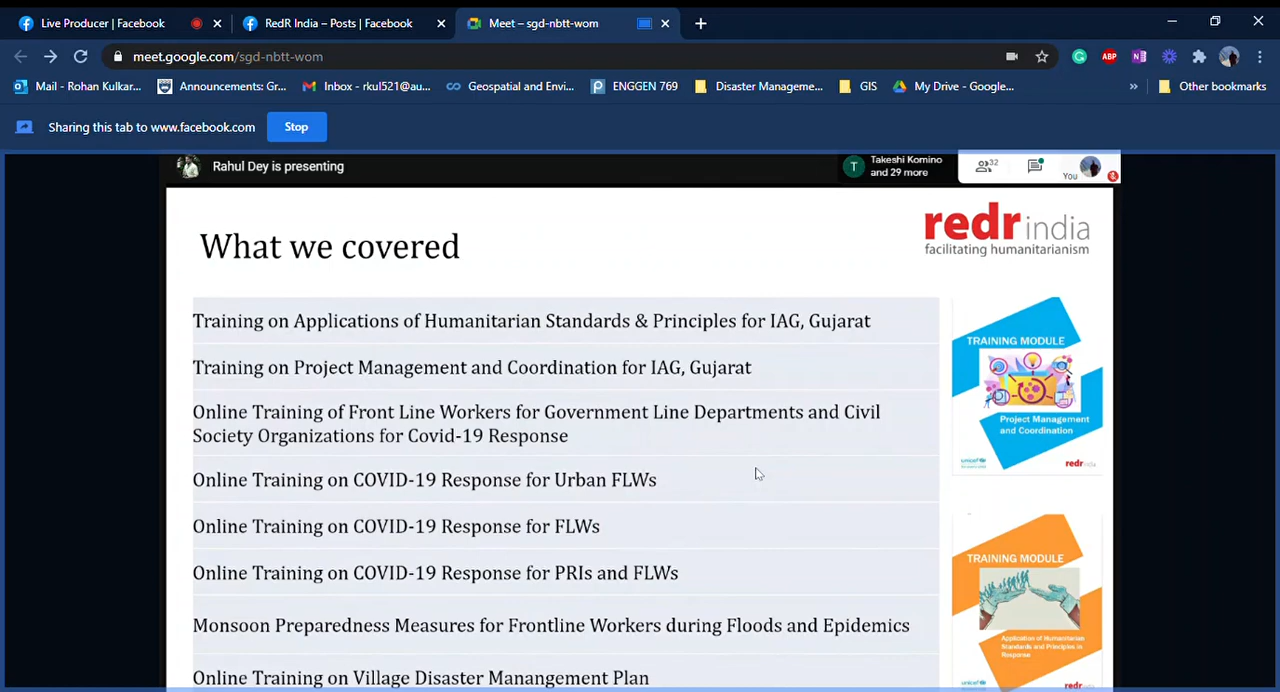 Live Producer | Facebook
RedR India – Posts | Facebook
Meet – sgd-nbtt-wom
meet.google.com/sgd-nbtt-wom
ABP
Mail - Rohan Kulkar...
Announcements: Gr...
Inbox - rkul521@au...
Geospatial and Envi...
ENGGEN 769
Disaster Manageme...
GIS
My Drive - Google...
»
Other bookmarks
Sharing this tab to www.facebook.com
Stop
Rahul Dey is presenting
T
Takeshi Komino
and 29 more
32
You
What we covered
redr india
facilitating humanitarianism
Training on Applications of Humanitarian Standards & Principles for IAG, Gujarat
Training on Project Management and Coordination for IAG, Gujarat
Online Training of Front Line Workers for Government Line Departments and Civil
Society Organizations for Covid-19 Response
Online Training on COVID-19 Response for Urban FLWs
Online Training on COVID-19 Response for FLWs
Online Training on COVID-19 Response for PRIs and FLWs
Monsoon Preparedness Measures for Frontline Workers during Floods and Epidemics
Online Training on Village Disaster Manangement Plan
TRAINING MODULE
Project Management
and Coordination
unicef
redr india
TRAINING MODULE
Application of Humanitarian
Standards and Principles in
Response
unicef
redr india